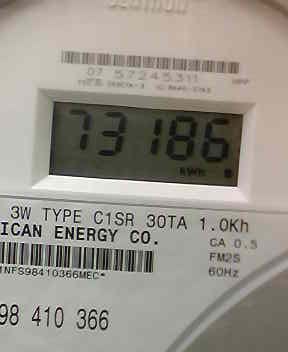 07 57245311
73186
KWH
3W TYPE C1SR 30TA 1.0Kh
ICAN ENERGY CO.
CA 0.5
FM2S
60Hz
1NFS98410366MEC*
98 410 366